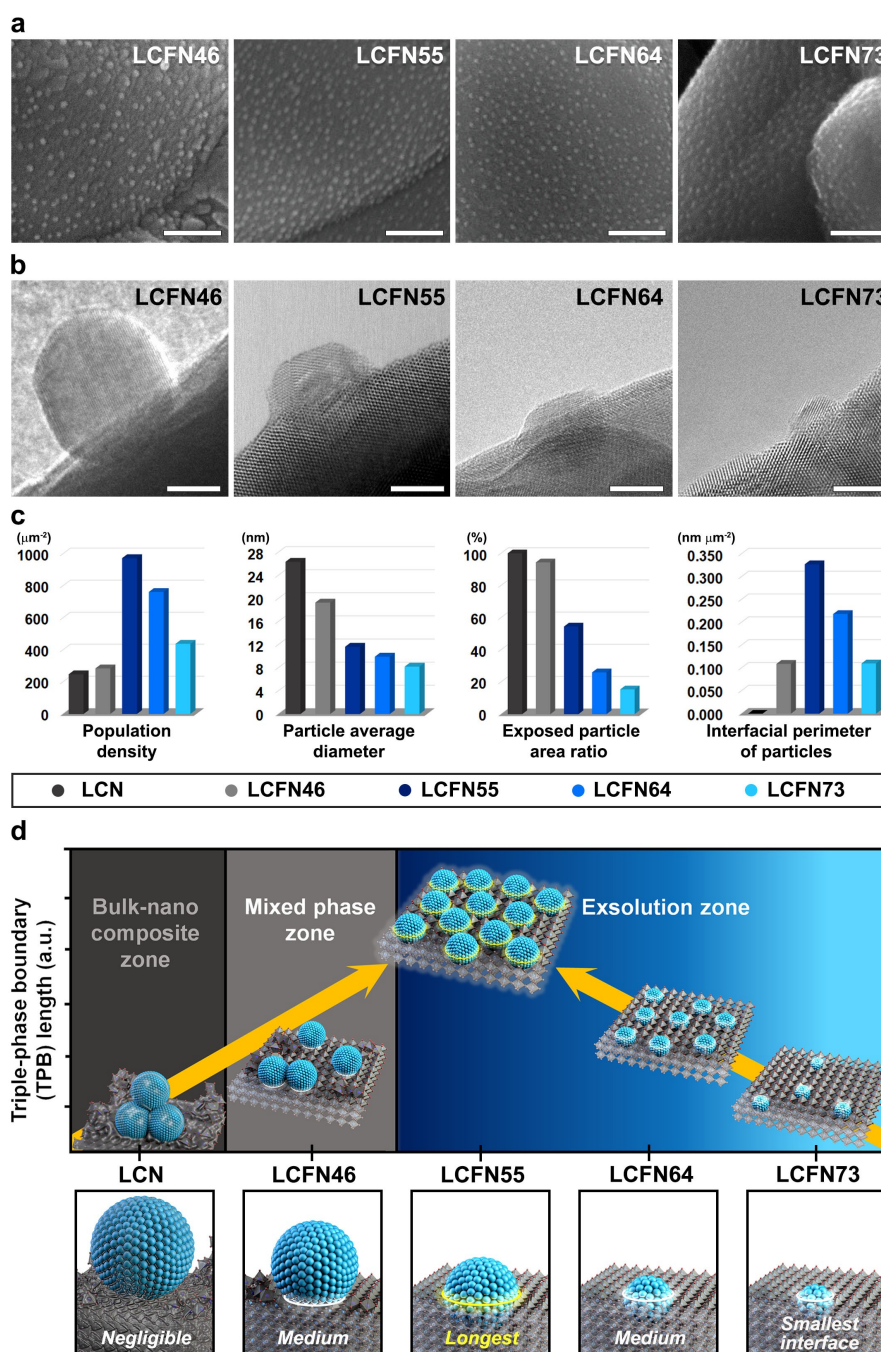 a
LCFN46
LCFN55
LCFN64
LCFN73
b
LCFN46
LCFN55
LCFN64
LCFN73
c
(μm⁻²)
1000
800
600
400
200
0
Population
density
(nm)
28
24
20
16
12
8
4
0
Particle average
diameter
(%)
100
80
60
40
20
0
Exposed particle
area ratio
(nm μm⁻²)
0.350
0.300
0.250
0.200
0.150
0.100
0.050
0.000
Interfacial perimeter
of particles
LCN
LCFN46
LCFN55
LCFN64
LCFN73
d
Triple-phase boundary
(TPB) length (a.u.)
Bulk-nano
composite
zone
Mixed phase
zone
Exsolution zone
LCN
LCFN46
LCFN55
LCFN64
LCFN73
Negligible
Medium
Longest
Medium
Smallest
interface